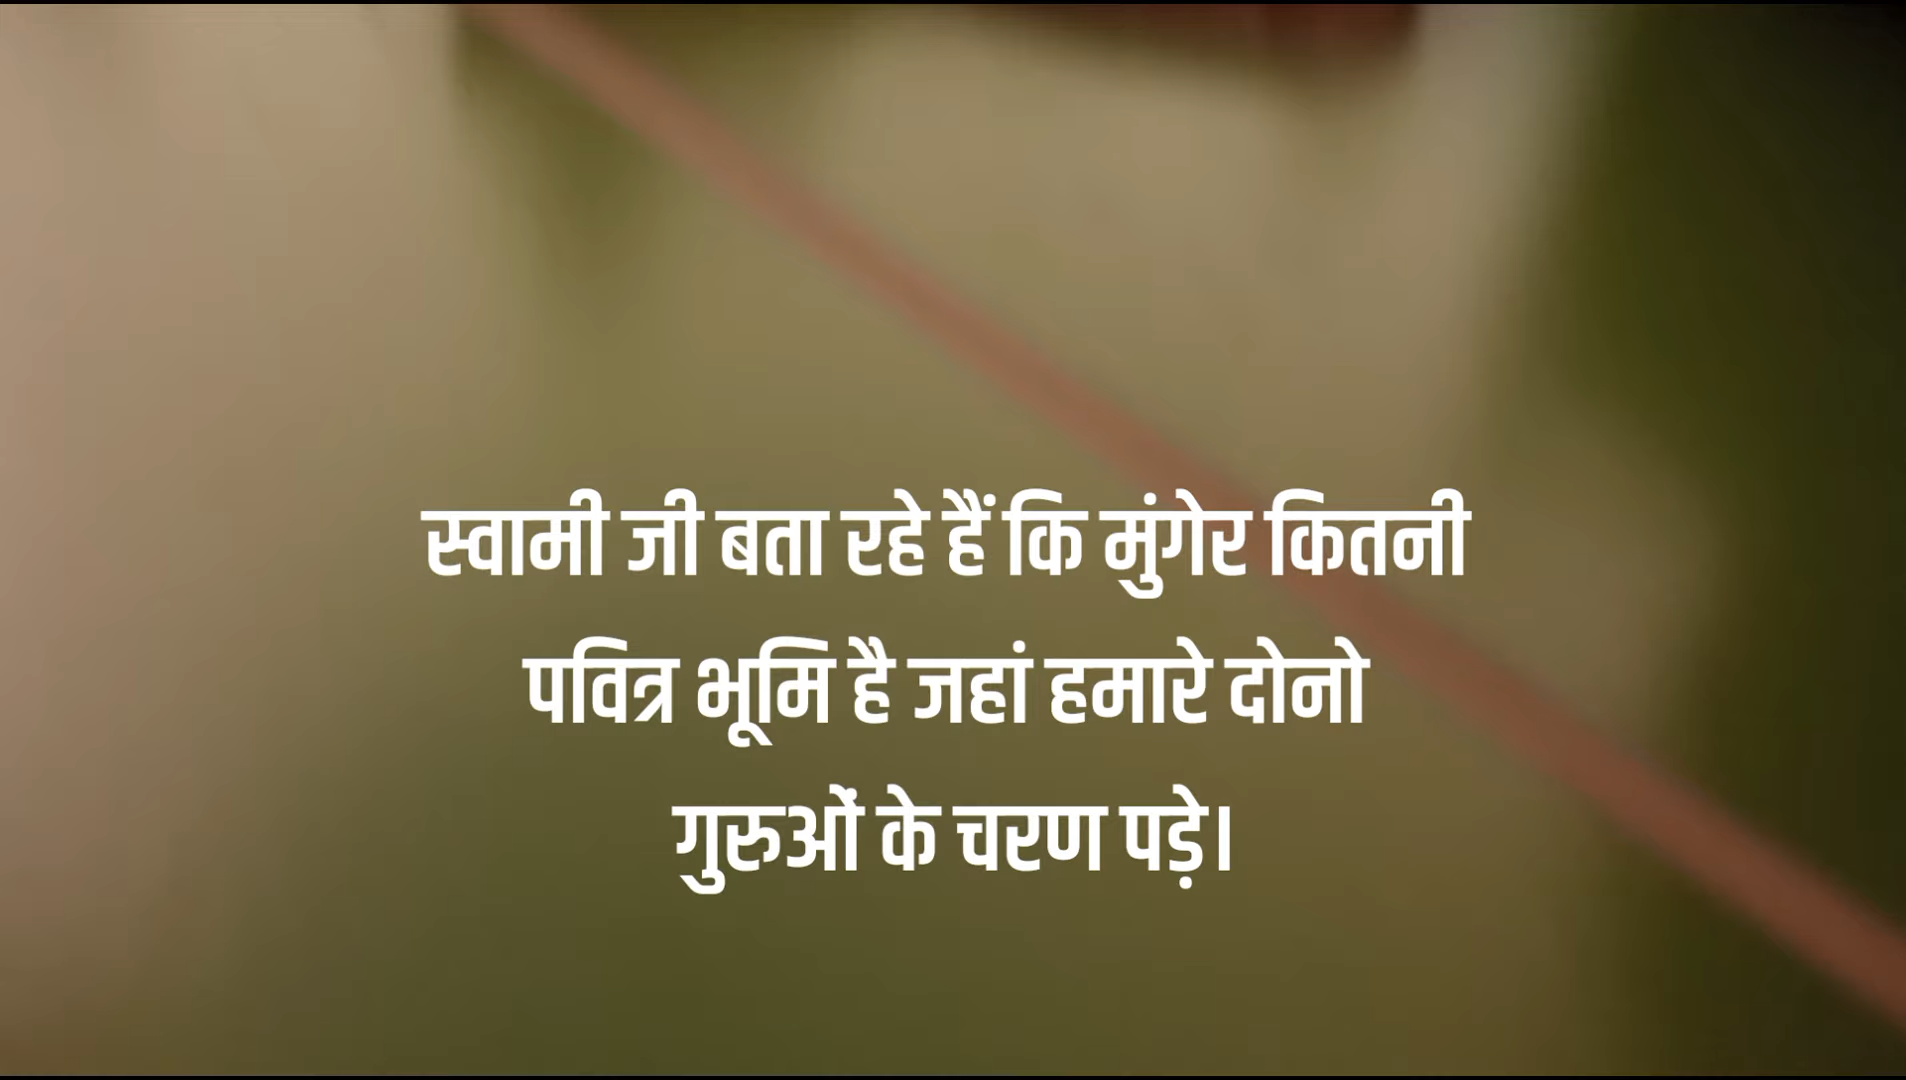 स्वामी जी बता रहे हैं कि मुंगेर कितनी
पवित्र भूमि है जहां हमारे दोनो
गुरुओं के चरण पड़े।